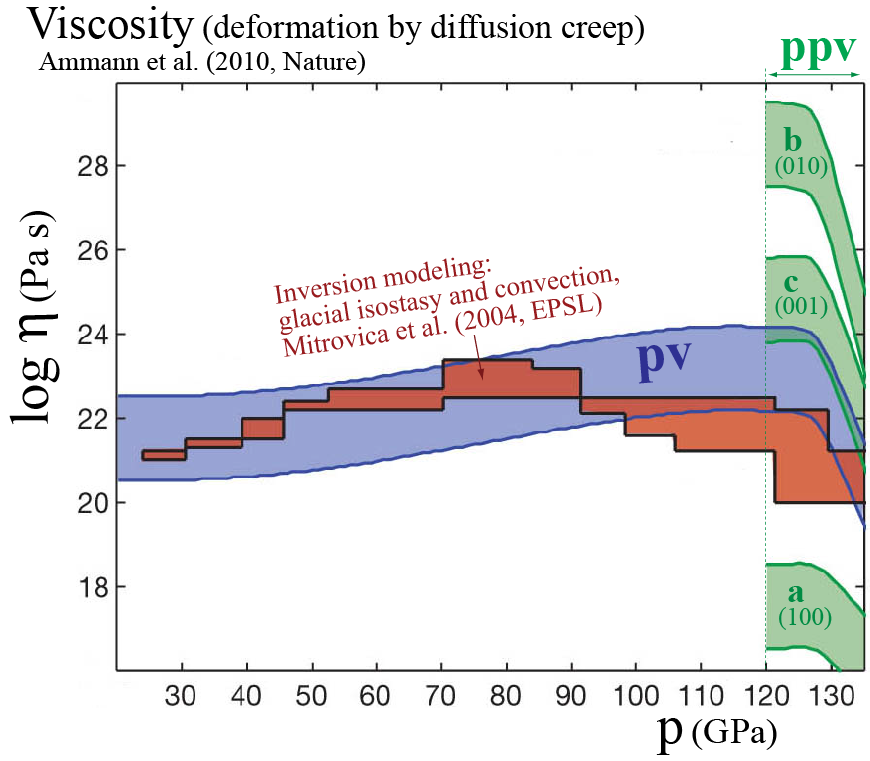 Viscosity (deformation by diffusion creep)
Ammann et al. (2010, Nature)
ppv
b
(010)
c
(001)
a
(100)
Inversion modeling:
glacial isostasy and convection,
Mitrovica et al. (2004, EPSL)
pv
log η (Pa s)
28
26
24
22
20
18
30 40 50 60 70 80 90 100 110 120 130
p (GPa)